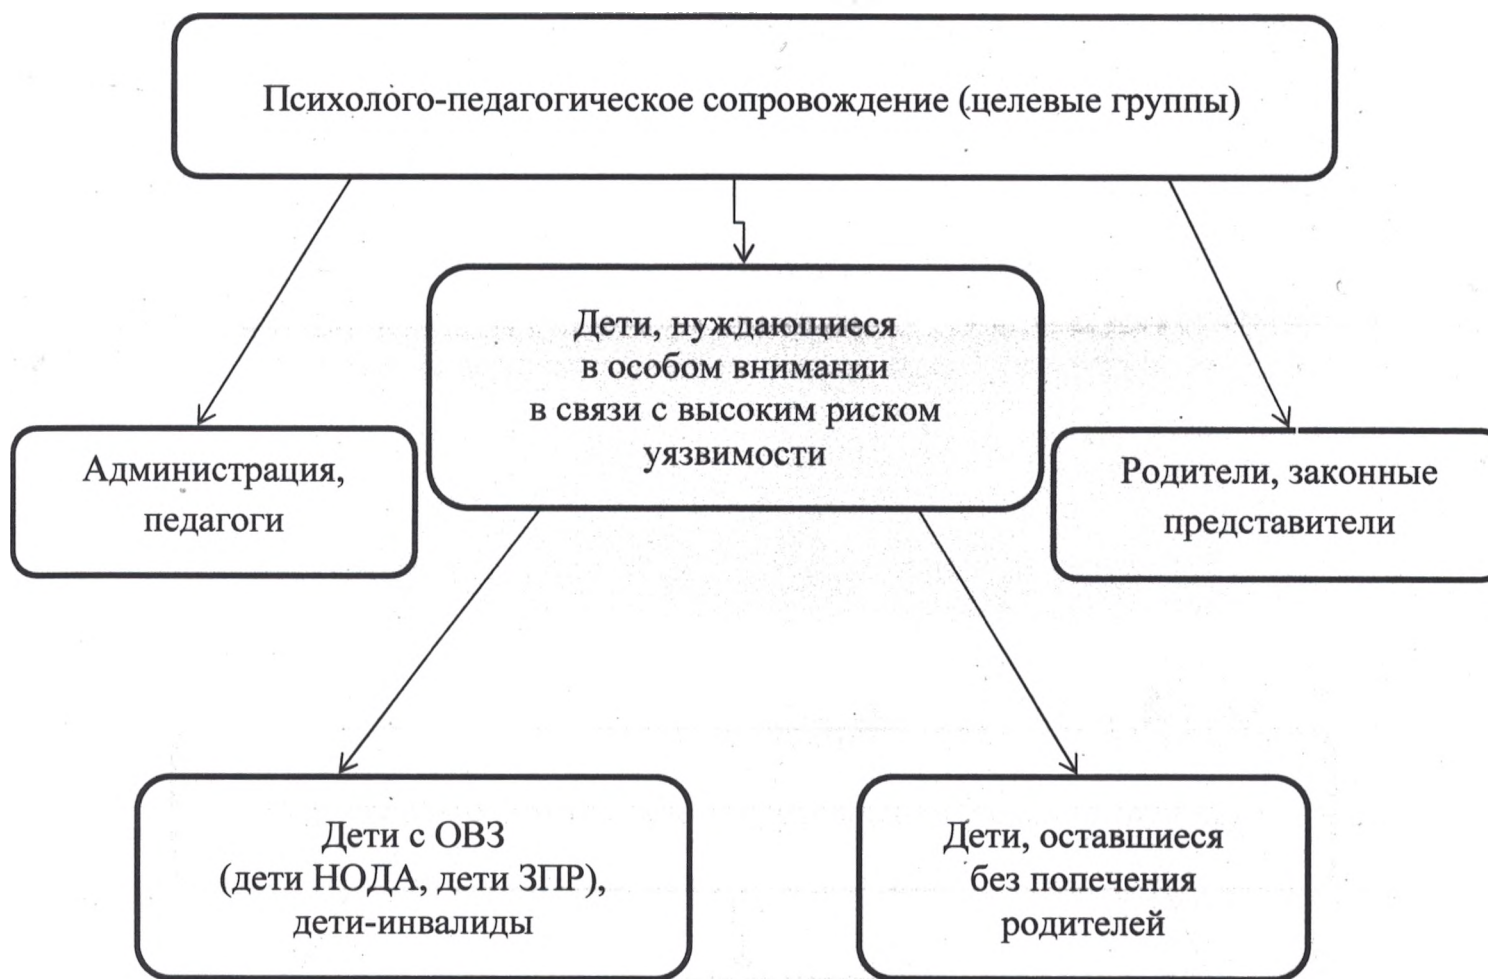 Психолого-педагогическое сопровождение (целевые группы)
Дети, нуждающиеся
в особом внимании
в связи с высоким риском
уязвимости
Администрация,
педагоги
Родители, законные
представители
Дети с ОВЗ
(дети НОДА, дети ЗПР),
дети-инвалиды
Дети, оставшиеся
без попечения
родителей